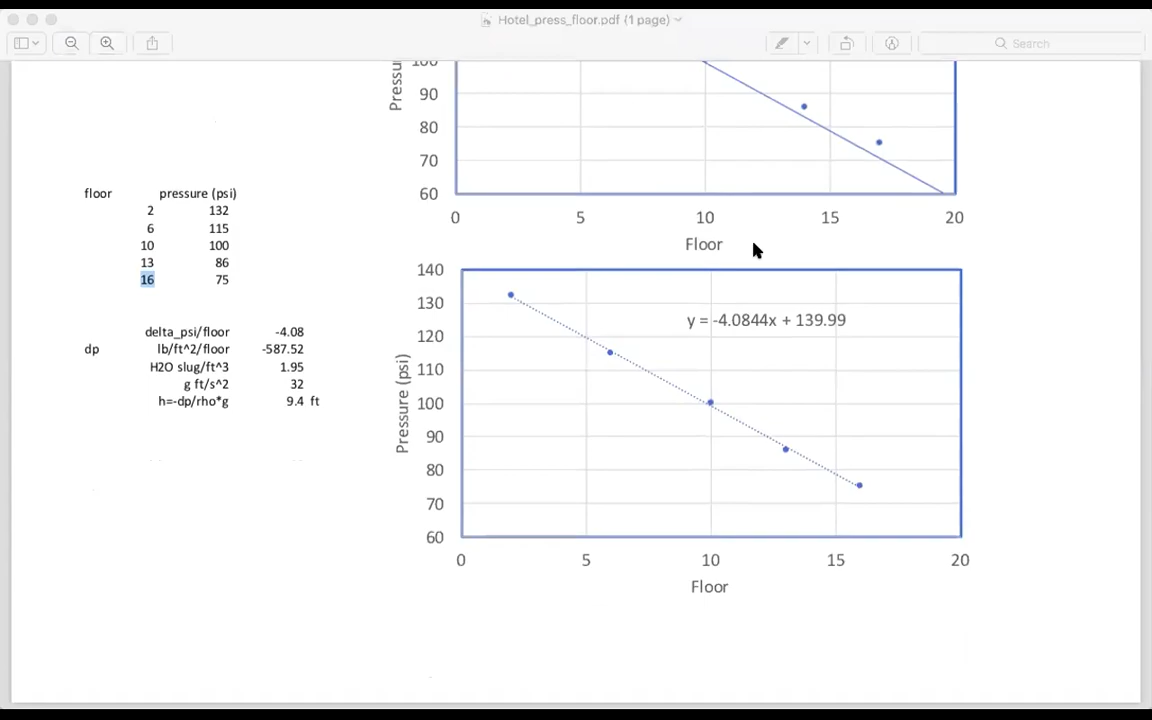 Hotel_press_floor.pdf (1 page)
Search
100
90
80
70
60
0 5 10 15 20
Floor
floor pressure (psi)
2 132
6 115
10 100
13 86
16 75
delta_psi/floor -4.08
dp lb/ft^2/floor -587.52
H2O slug/ft^3 1.95
g ft/s^2 32
h=-dp/rho*g 9.4 ft
140
130
120
110
100
90
80
70
60
Pressure (psi)
y = -4.0844x + 139.99
0 5 10 15 20
Floor